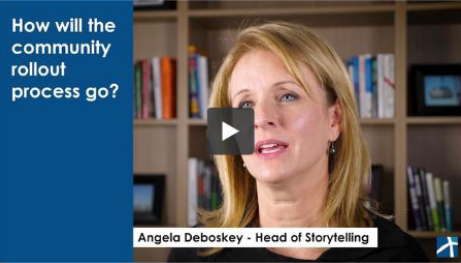 How will the
community
rollout
process go?
Angela Deboskey - Head of Storytelling